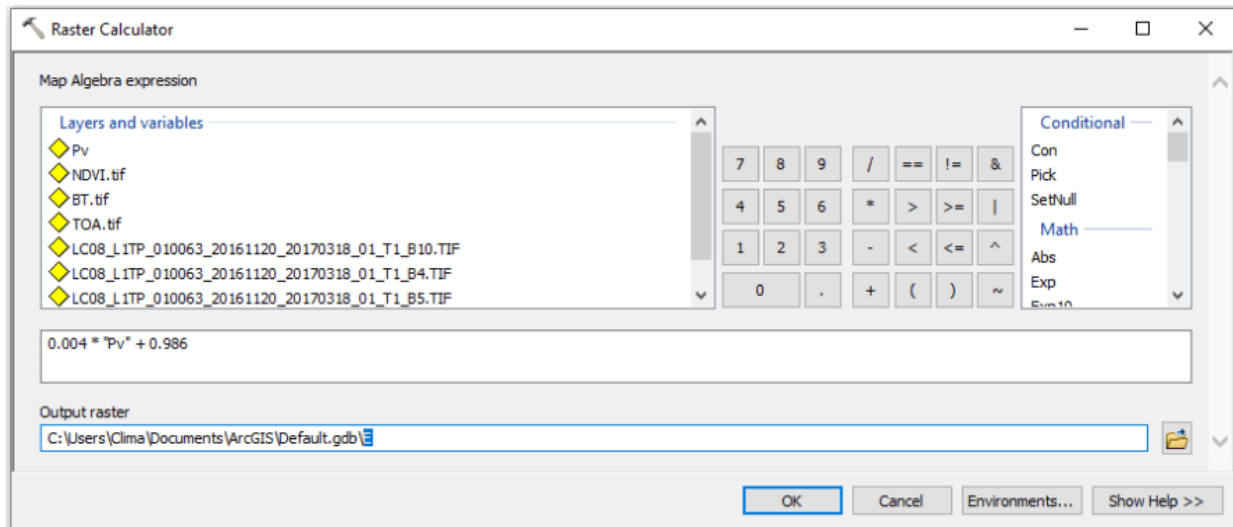 Raster Calculator
Map Algebra expression
Layers and variables
Pv
NDVI.tif
BT.tif
TOA.tif
LC08_L1TP_010063_20161120_20170318_01_T1_B10.TIF
LC08_L1TP_010063_20161120_20170318_01_T1_B4.TIF
LC08_L1TP_010063_20161120_20170318_01_T1_B5.TIF
7 8 9 / == != &
4 5 6 * > >= |
1 2 3 - < <= ^
0 . + ( ) ~
Conditional
Con
Pick
SetNull
Math
Abs
Exp
Exp10
0.004 * "Pv" + 0.986
Output raster
C:\Users\Clima\Documents\ArcGIS\Default.gdb\E
OK Cancel Environments... Show Help >>